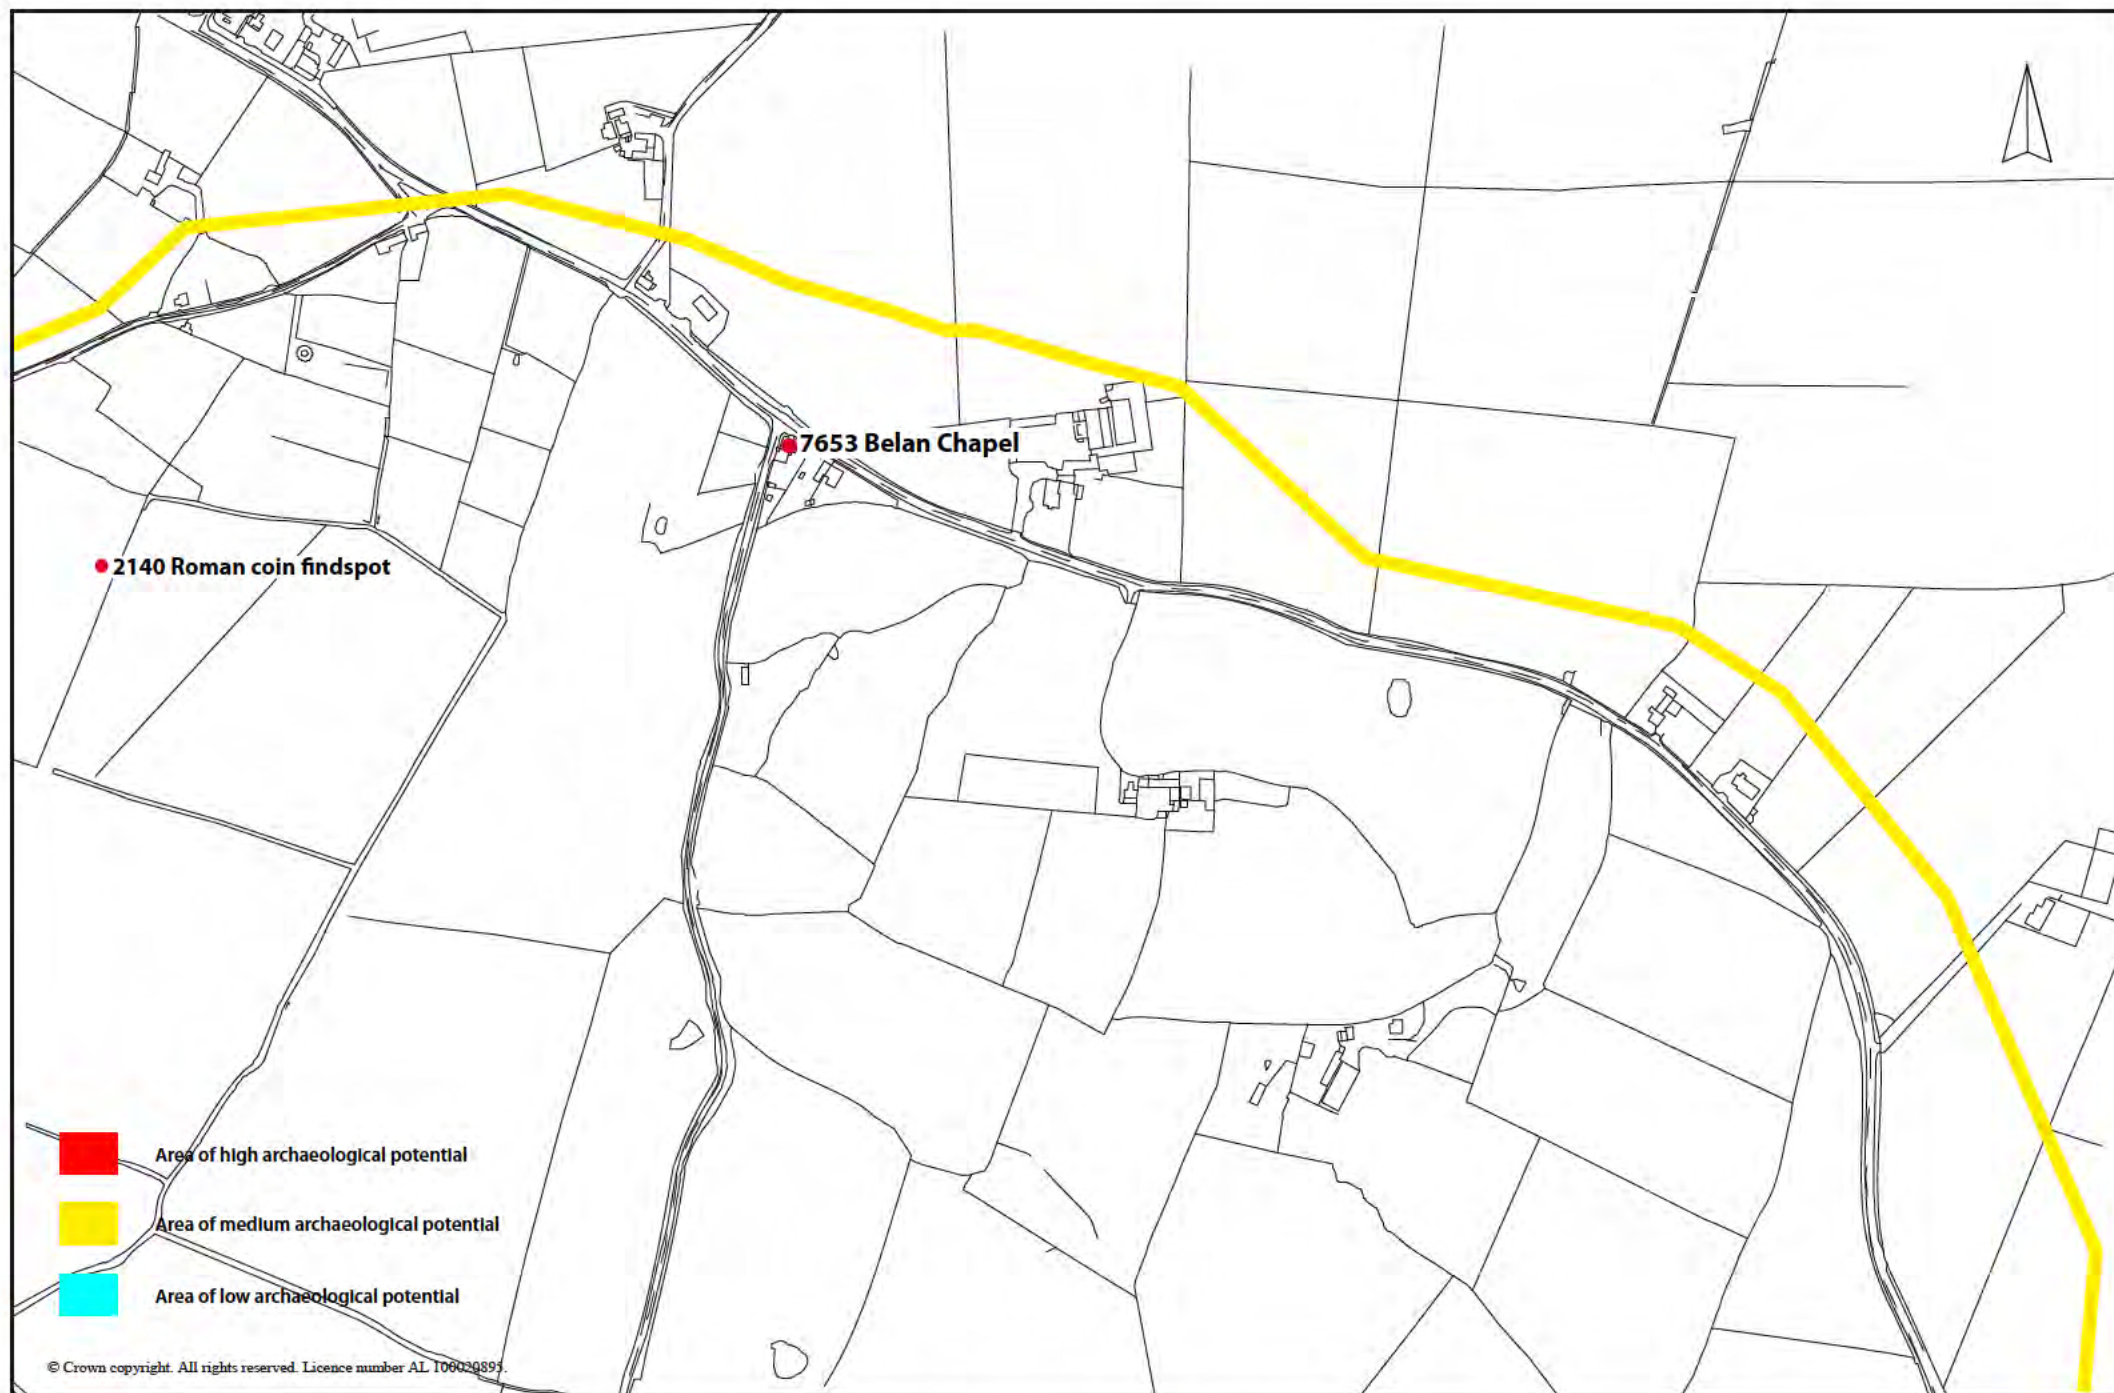 7653 Belan Chapel
2140 Roman coin findspot
Area of high archaeological potential
Area of medium archaeological potential
Area of low archaeological potential
© Crown copyright. All rights reserved. Licence number AL 100020895.